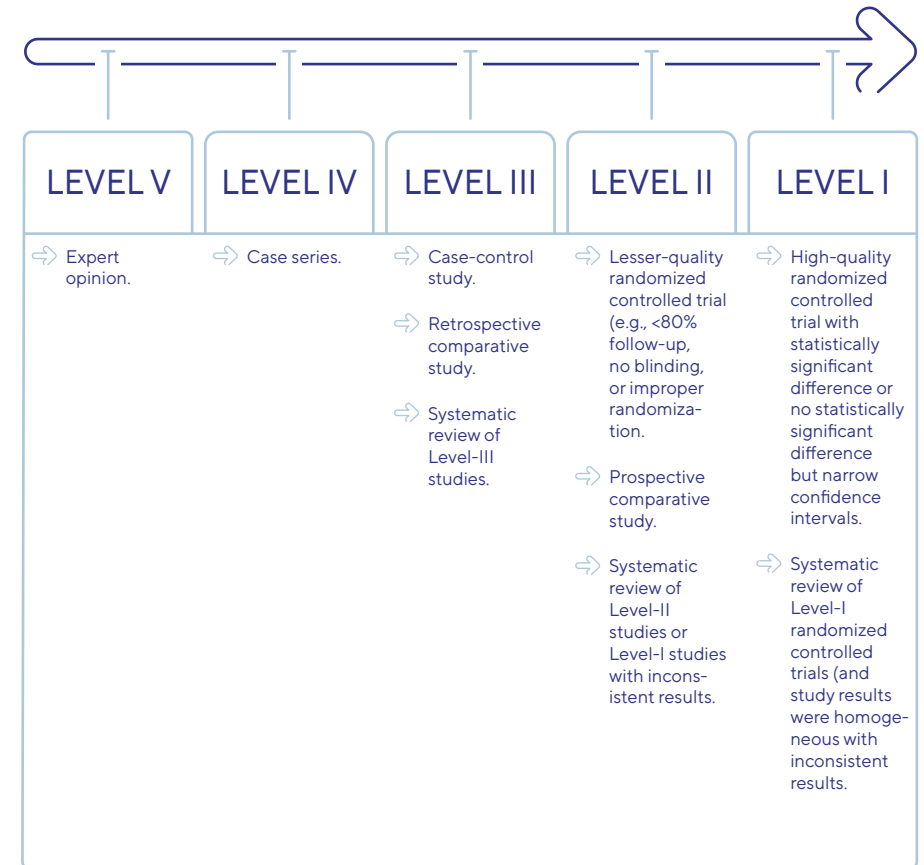 LEVEL V
Expert
opinion.
LEVEL IV
Case series.
LEVEL III
Case-control
study.
Retrospective
comparative
study.
Systematic
review of
Level-III
studies.
LEVEL II
Lesser-quality
randomized
controlled trial
(e.g., <80%
follow-up,
no blinding,
or improper
randomiza-
tion.
Prospective
comparative
study.
Systematic
review of
Level-II
studies or
Level-I studies
with incons-
istent results.
LEVEL I
High-quality
randomized
controlled
trial with
statistically
significant
difference or
no statistically
significant
difference
but narrow
confidence
intervals.
Systematic
review of
Level-I
randomized
controlled
trials (and
study results
were homoge-
neous with
inconsistent
results.